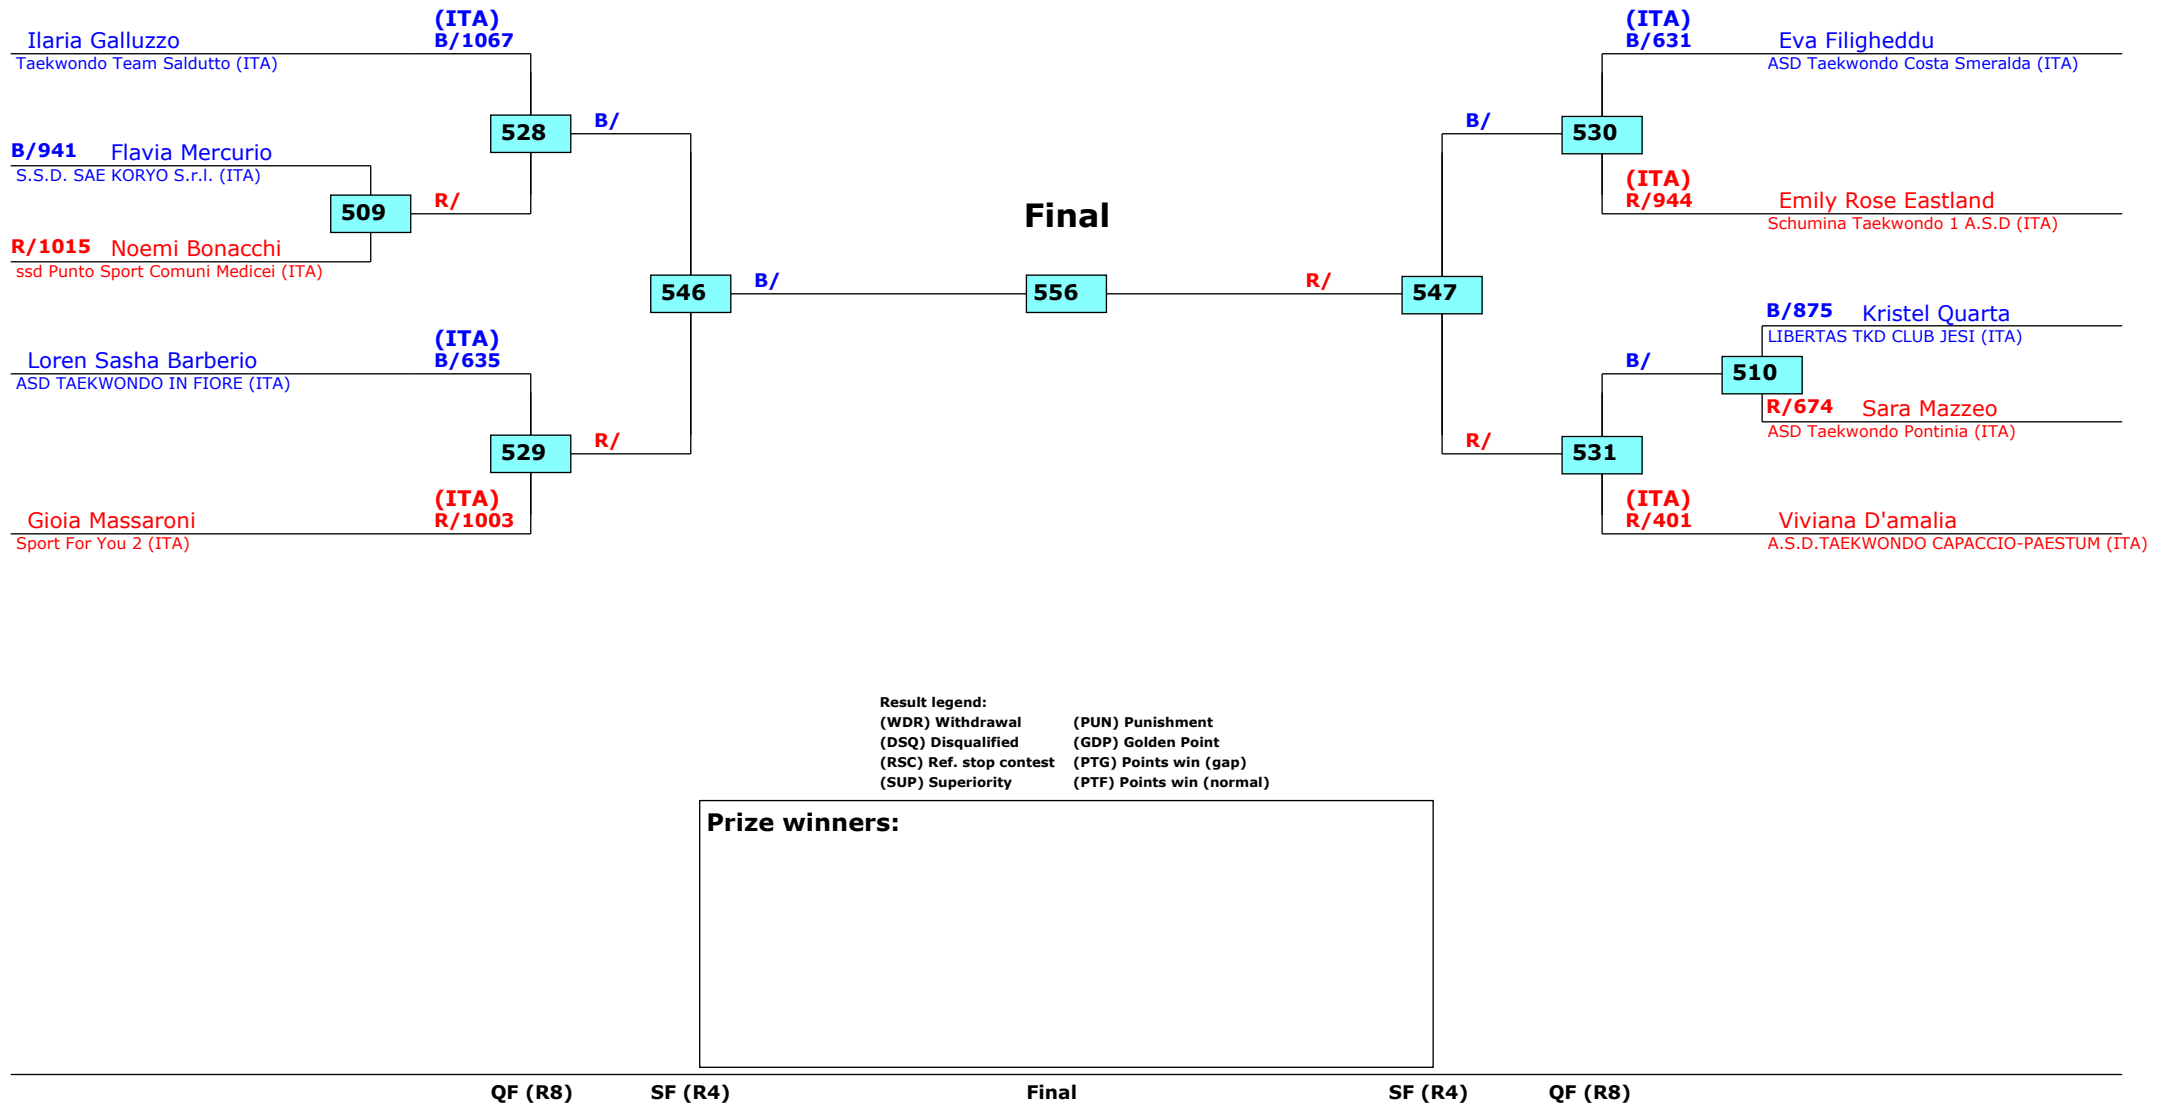 (ITA)
B/1067
Ilaria Galluzzo
Taekwondo Team Saldutto (ITA)
528
B/
B/941 Flavia Mercurio
S.S.D. SAE KORYO S.r.l. (ITA)
509
R/
R/1015 Noemi Bonacchi
ssd Punto Sport Comuni Medicei (ITA)
546
B/
(ITA)
B/635
Loren Sasha Barberio
ASD TAEKWONDO IN FIORE (ITA)
529
R/
(ITA)
R/1003
Gioia Massaroni
Sport For You 2 (ITA)
Final
556
(ITA)
B/631
Eva Filigheddu
ASD Taekwondo Costa Smeralda (ITA)
B/
530
(ITA)
R/944
Emily Rose Eastland
Schumina Taekwondo 1 A.S.D (ITA)
R/
547
B/875 Kristel Quarta
LIBERTAS TKD CLUB JESI (ITA)
B/
510
R/674 Sara Mazzeo
ASD Taekwondo Pontinia (ITA)
R/
531
(ITA)
R/401
Viviana D'amalia
A.S.D.TAEKWONDO CAPACCIO-PAESTUM (ITA)
Result legend:
(WDR) Withdrawal (PUN) Punishment
(DSQ) Disqualified (GDP) Golden Point
(RSC) Ref. stop contest (PTG) Points win (gap)
(SUP) Superiority (PTF) Points win (normal)
Prize winners:
QF (R8) SF (R4) Final SF (R4) QF (R8)